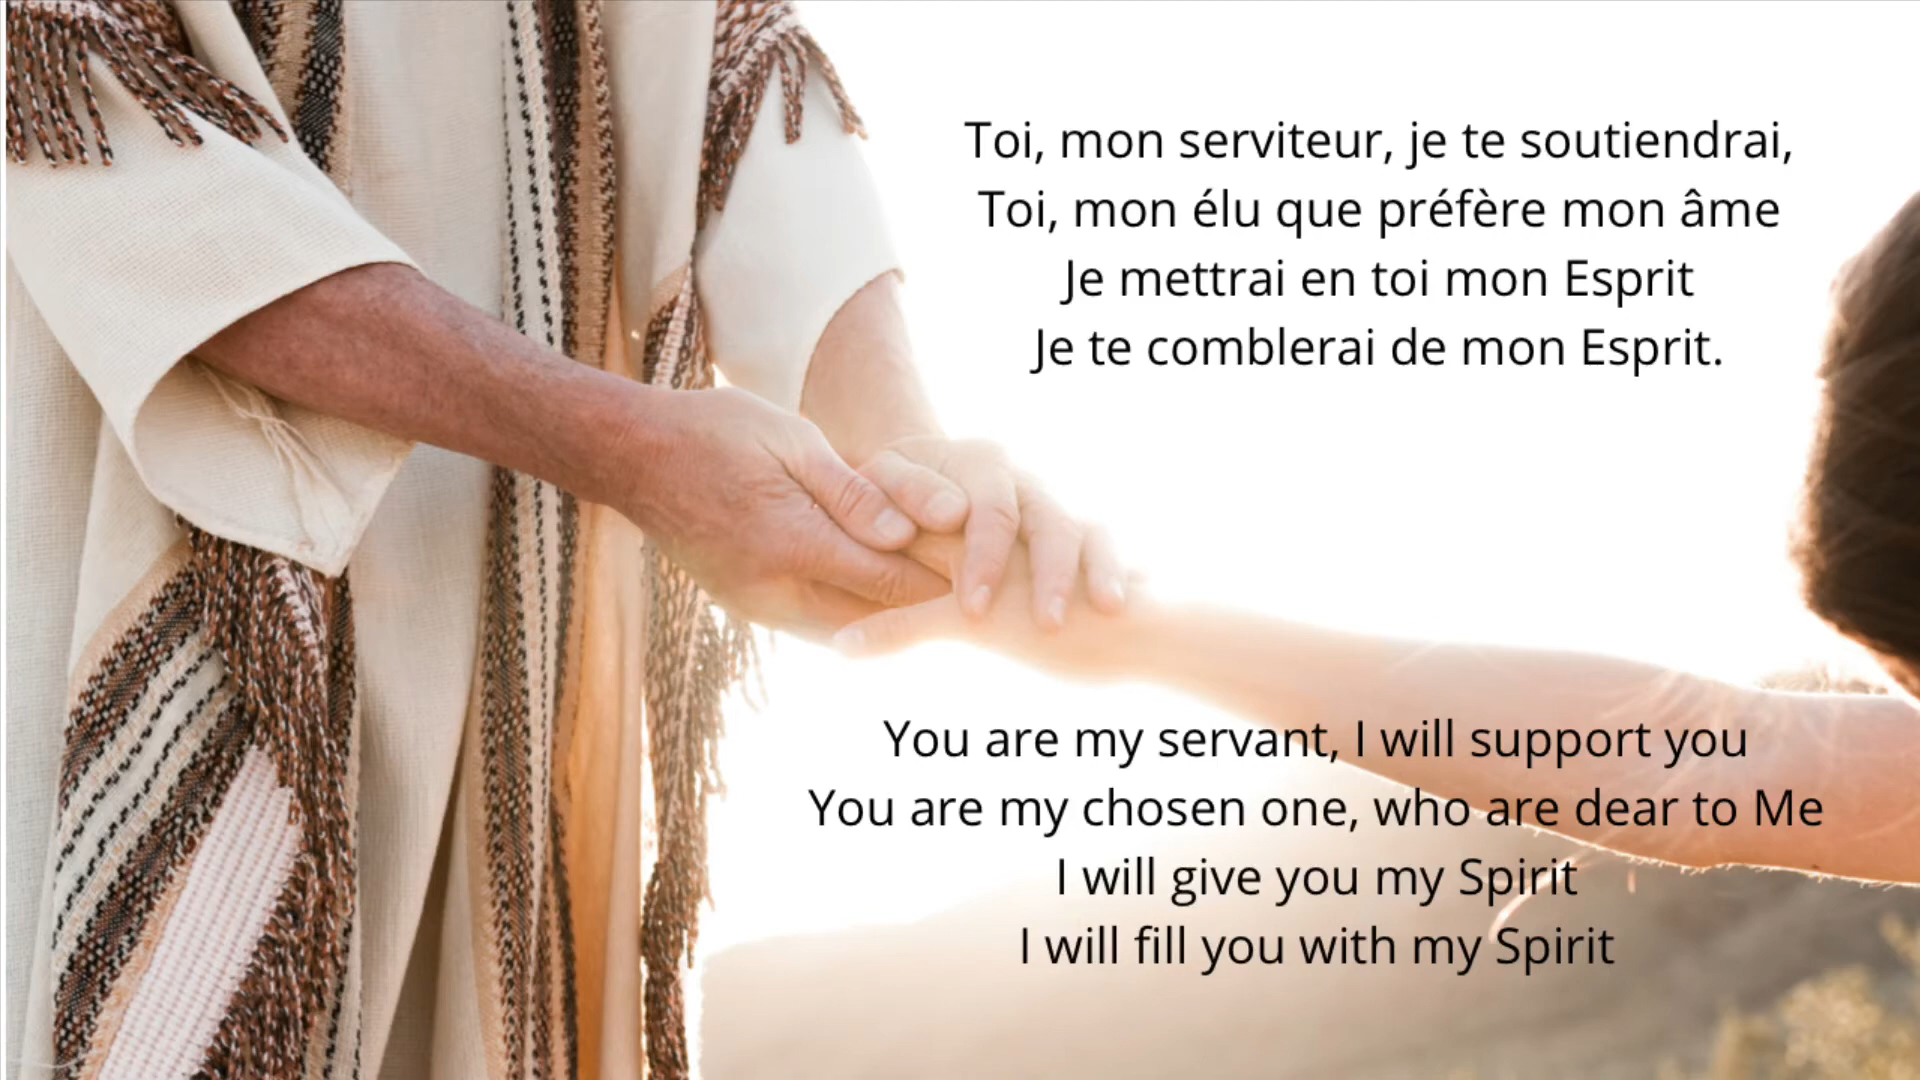 Toi, mon serviteur, je te soutiendrai,
Toi, mon élu que préfère mon âme
Je mettrai en toi mon Esprit
Je te comblerai de mon Esprit.
You are my servant, I will support you
You are my chosen one, who are dear to Me
I will give you my Spirit
I will fill you with my Spirit